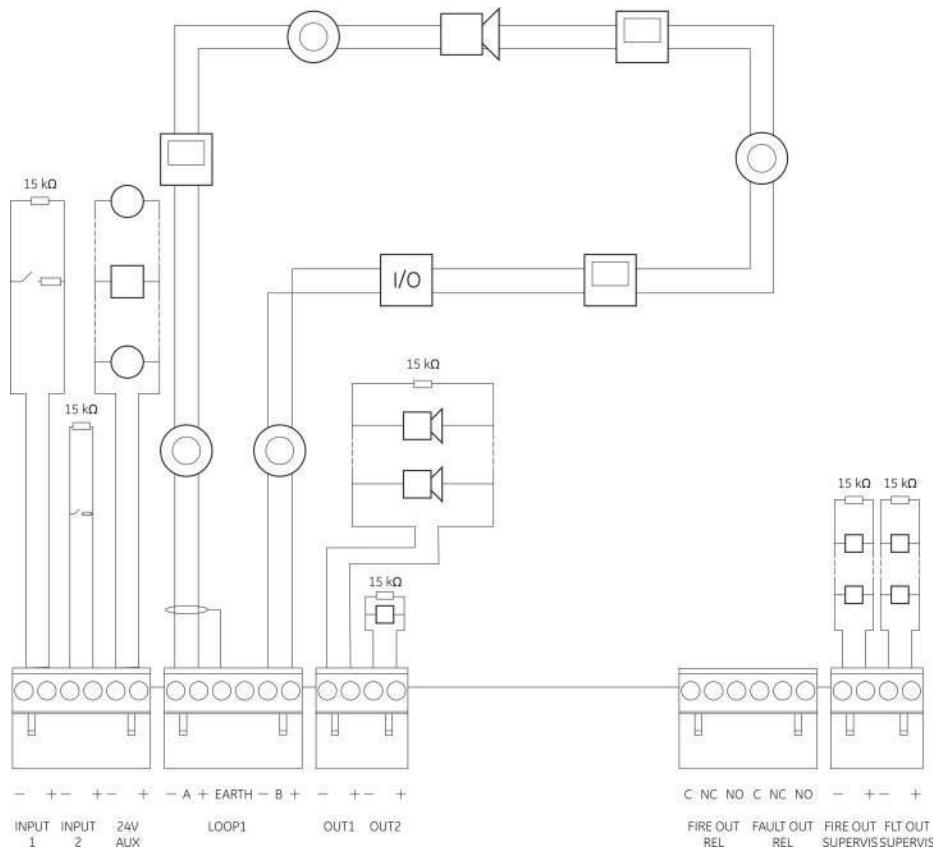 15 kΩ
I/O
15 kΩ
15 kΩ
15 kΩ 15 kΩ
15 kΩ
− + − + − + − A + EARTH − B + − + − + C NC NO C NC NO − + − +
INPUT 1
INPUT 2
24V AUX
LOOP1
OUT1
OUT2
FIRE OUT REL
FAULT OUT REL
FIRE OUT SUPERVIS
FLT OUT SUPERVIS